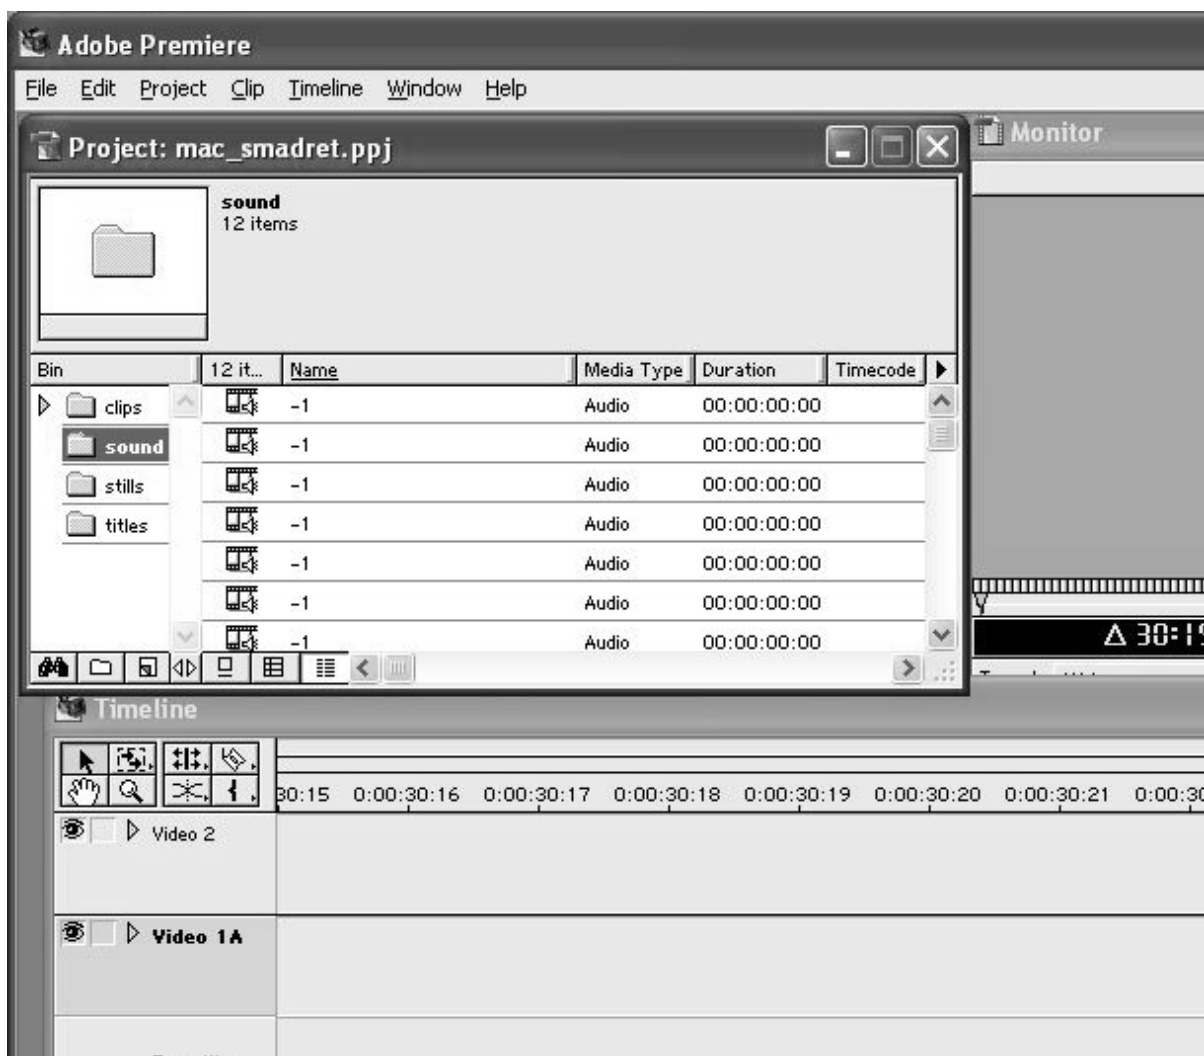 Adobe Premiere
File Edit Project Clip Timeline Window Help
Project: mac_smadret.ppj
Monitor
sound
12 items
Bin 12 it... Name Media Type Duration Timecode
clips -1 Audio 00:00:00:00
sound -1 Audio 00:00:00:00
stills -1 Audio 00:00:00:00
titles -1 Audio 00:00:00:00
-1 Audio 00:00:00:00
-1 Audio 00:00:00:00
-1 Audio 00:00:00:00
Δ 30:15
Timeline
30:15 0:00:30:16 0:00:30:17 0:00:30:18 0:00:30:19 0:00:30:20 0:00:30:21 0:00:30
Video 2
Video 1A